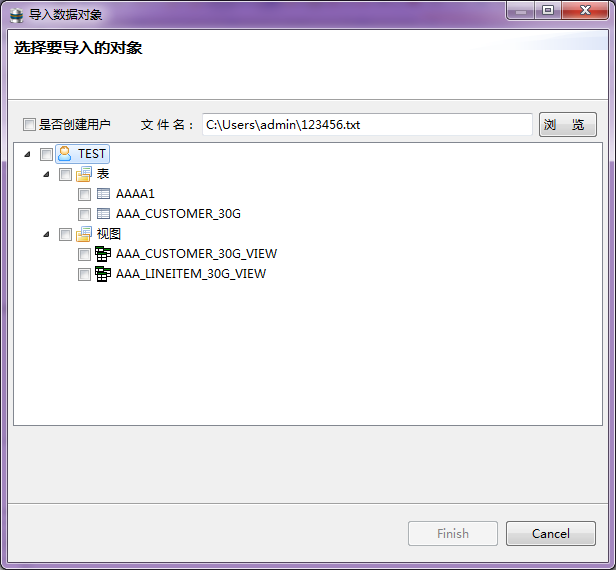 导入数据对象
选择要导入的对象
是否创建用户 文 件 名： C:\Users\admin\123456.txt 浏 览
TEST
表
AAAA1
AAA_CUSTOMER_30G
视图
AAA_CUSTOMER_30G_VIEW
AAA_LINEITEM_30G_VIEW
Finish Cancel